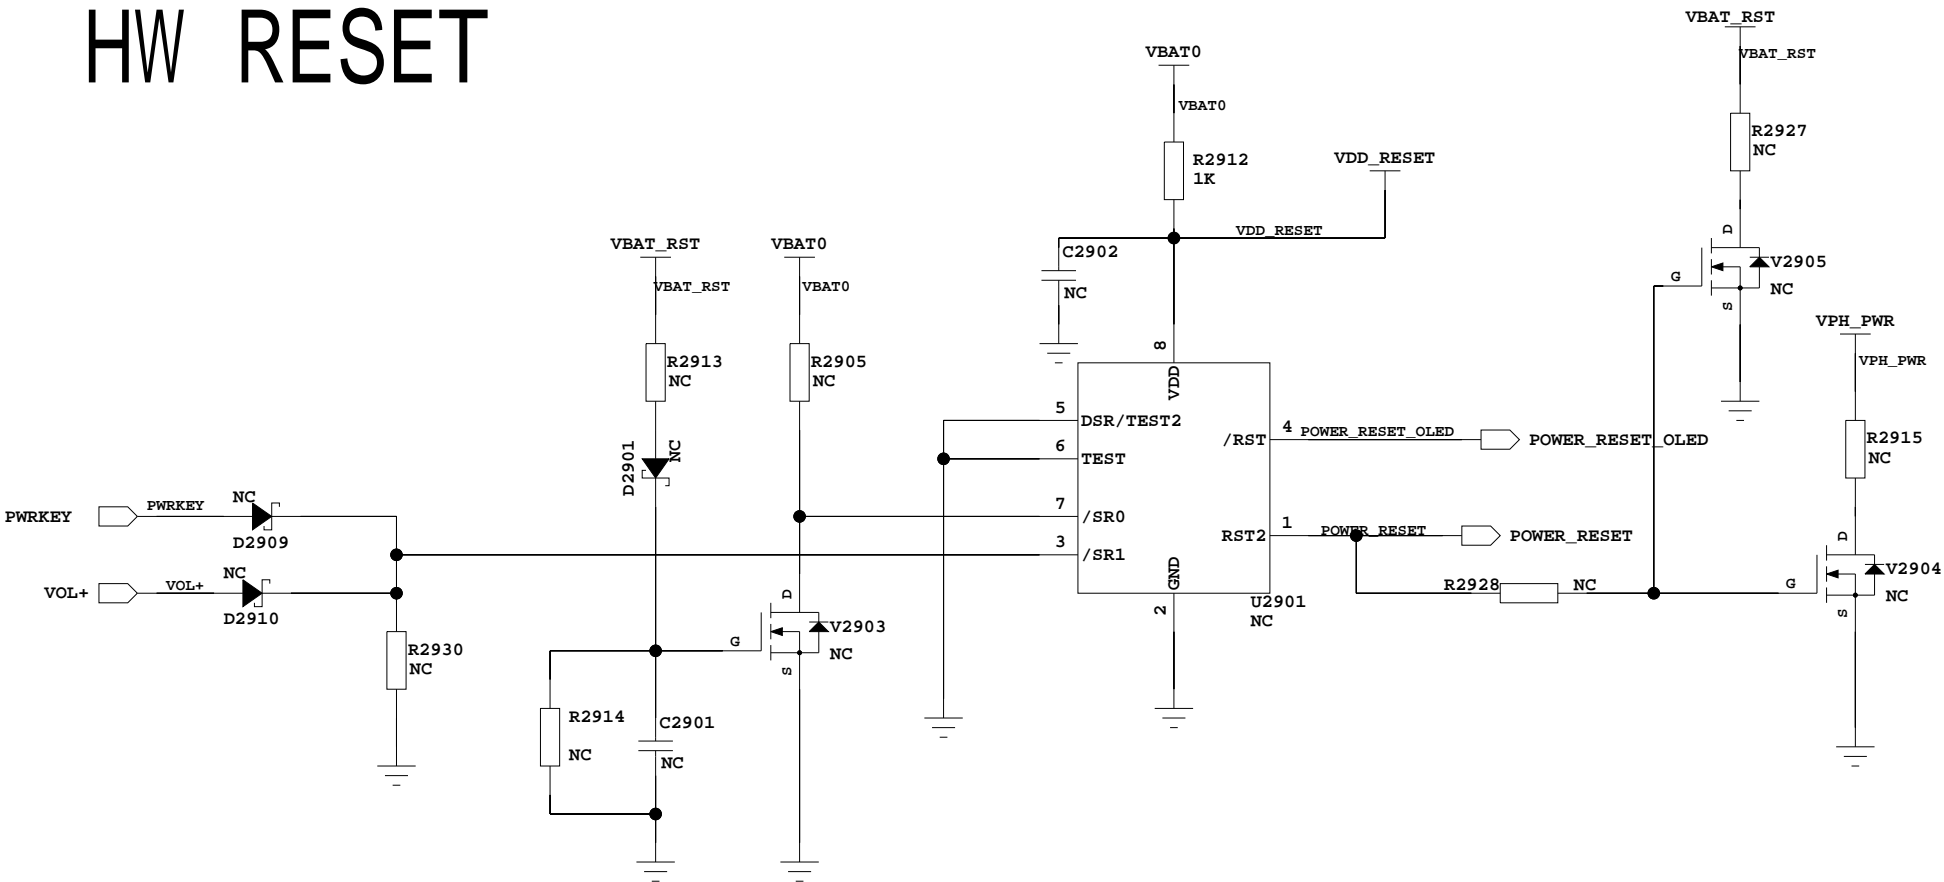 HW RESET
VBAT_RST
VBAT_RST
R2927
NC
VBAT0
VBAT0
R2912
1K
VDD_RESET
VDD_RESET
C2902
NC
D
G
S
V2905
NC
VPH_PWR
VPH_PWR
R2915
NC
VBAT_RST
VBAT_RST
R2913
NC
D2901
NC
VBAT0
VBAT0
R2905
NC
8
VDD
5
DSR/TEST2
6
TEST
7
/SR0
3
/SR1
4
/RST
POWER_RESET_OLED
POWER_RESET_OLED
1
RST2
POWER_RESET
POWER_RESET
GND
2
U2901
NC
R2928
NC
D
G
S
V2904
NC
PWRKEY
PWRKEY
NC
D2909
VOL+
VOL+
NC
D2910
R2930
NC
D
G
S
V2903
NC
R2914
NC
C2901
NC